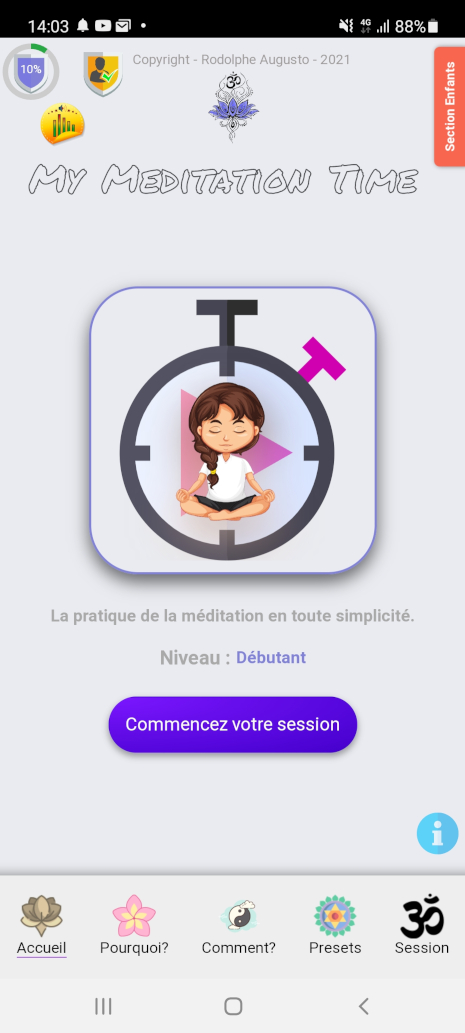 14:03
4G
88%
10%
Copyright - Rodolphe Augusto - 2021
Section Enfants
My Meditation Time
La pratique de la méditation en toute simplicité.
Niveau : Débutant
Commencez votre session
i
Accueil
Pourquoi?
Comment?
Presets
Session